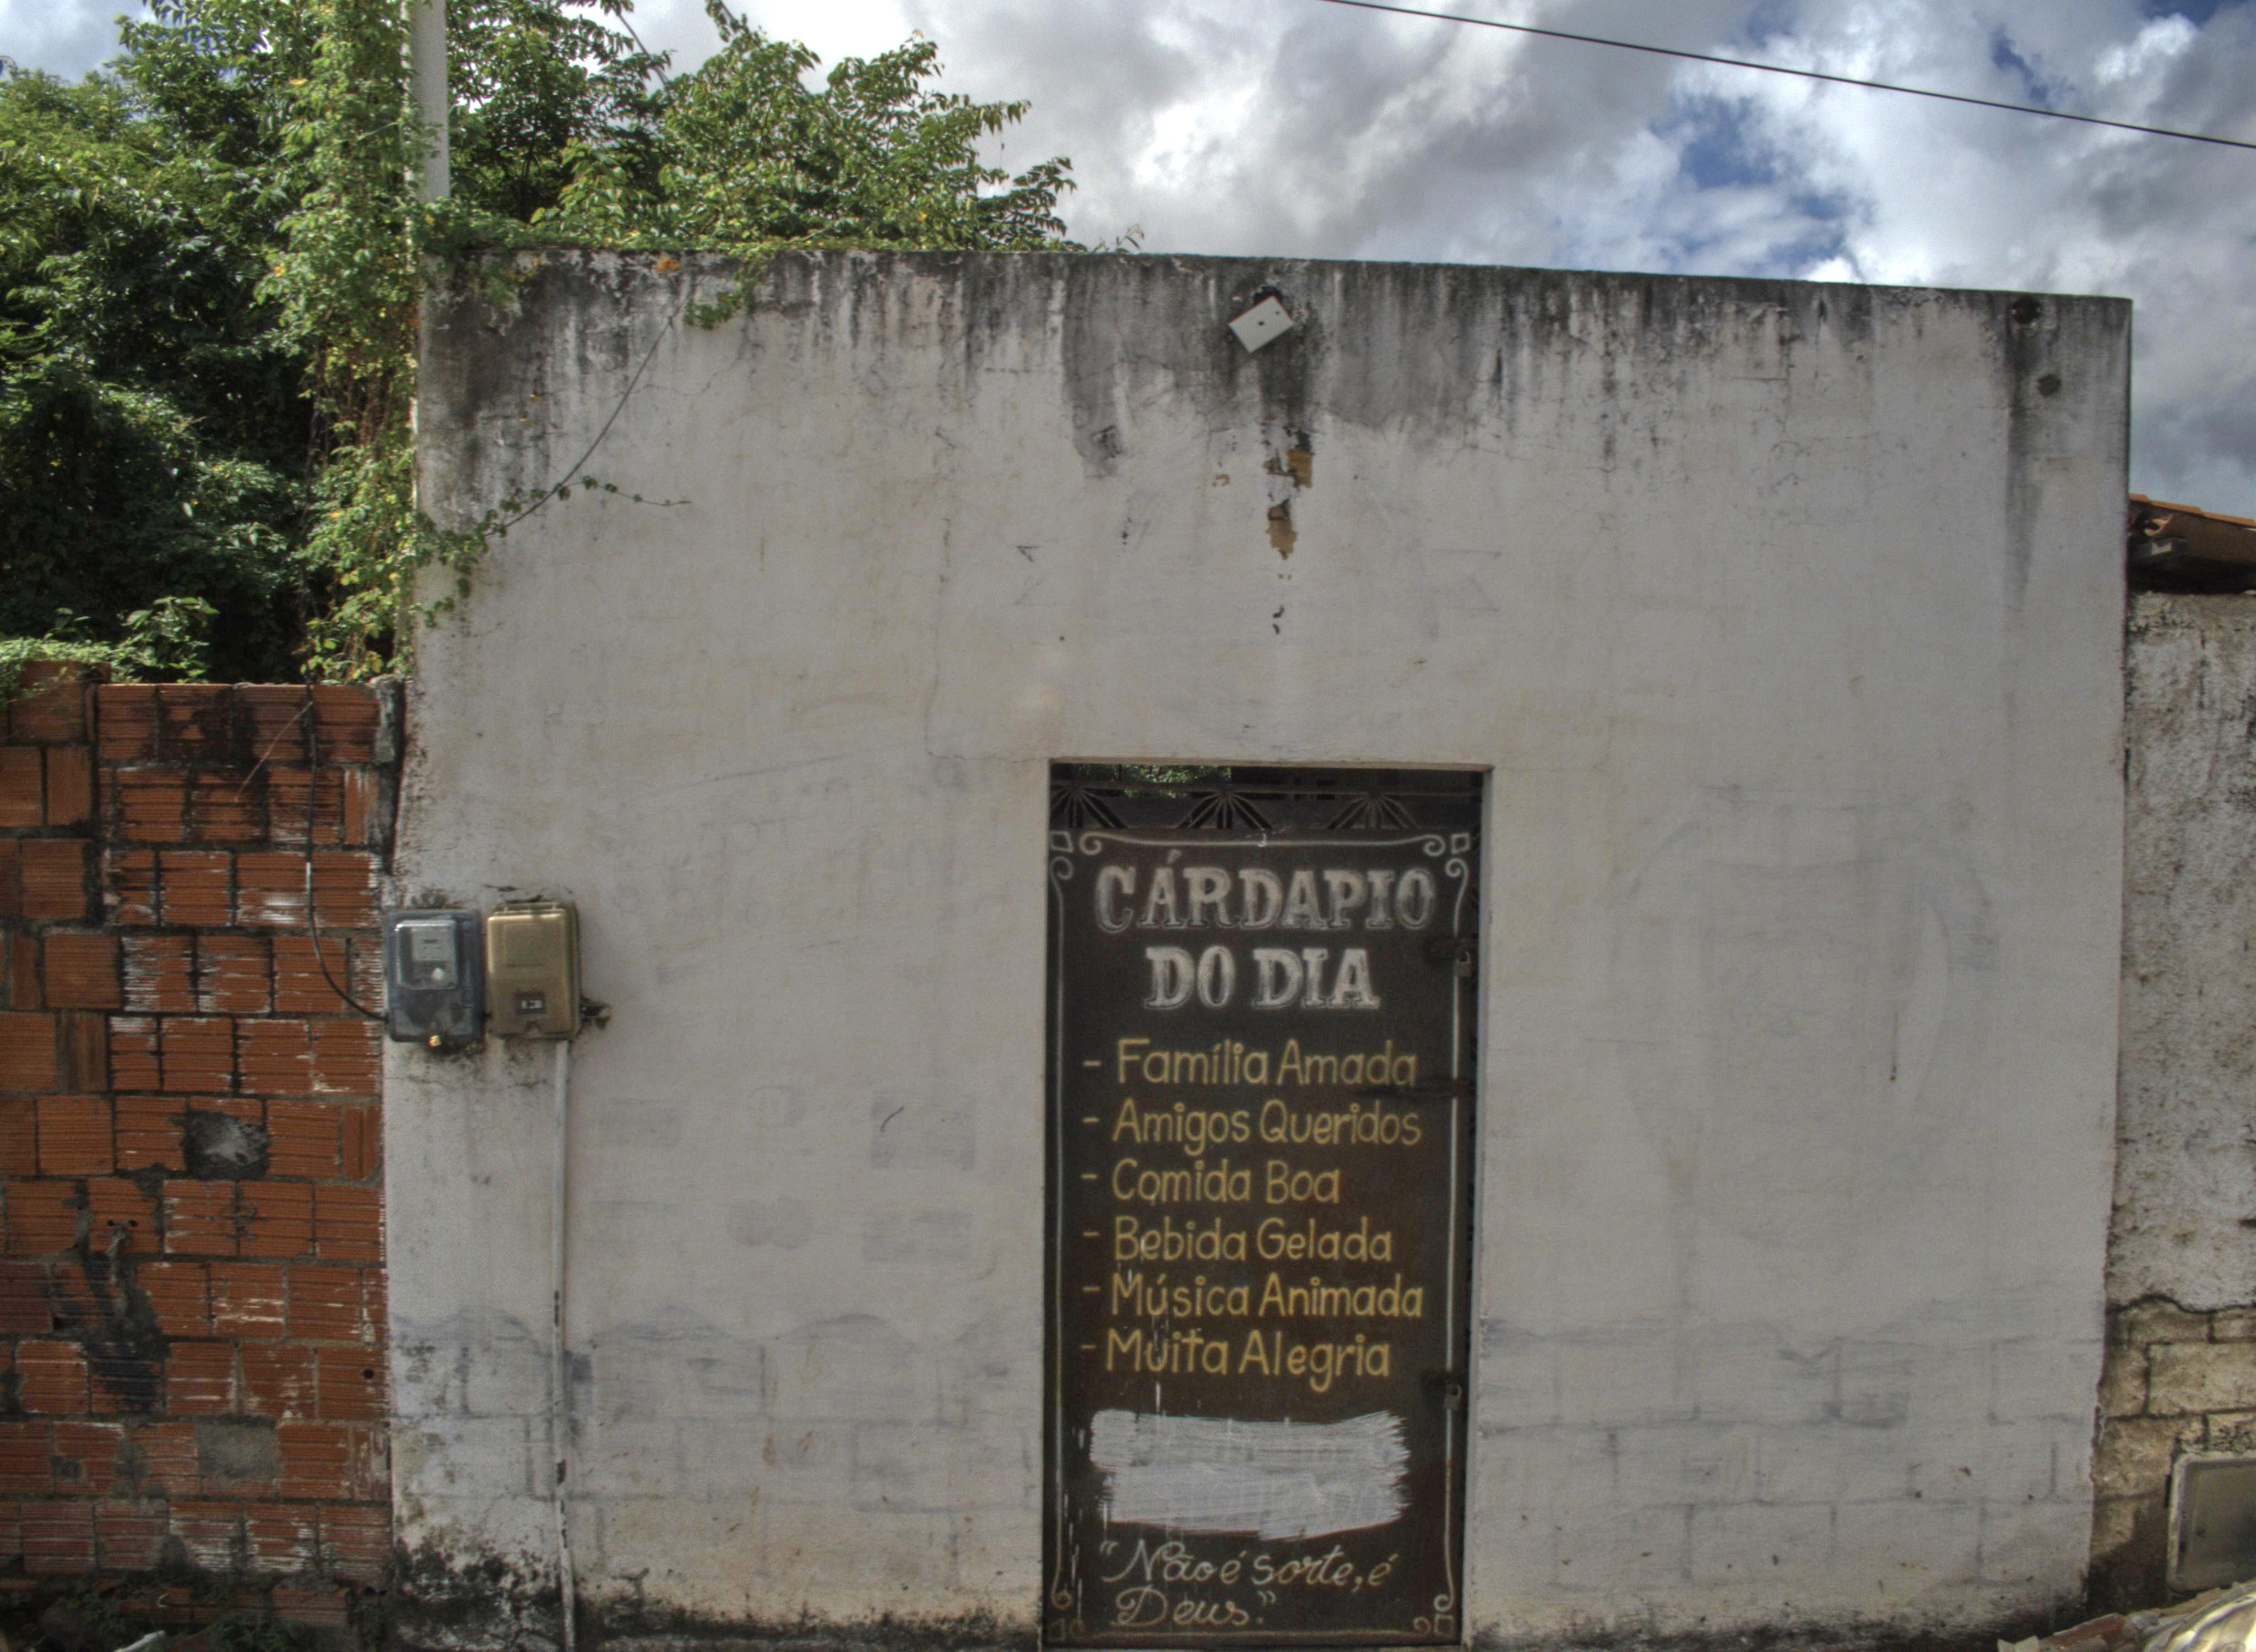 CÁRDAPIO
DO DIA
- Família Amada
- Amigos Queridos
- Comida Boa
- Bebida Gelada
- Música Animada
- Muita Alegria
"Não é sorte, é
Deus."